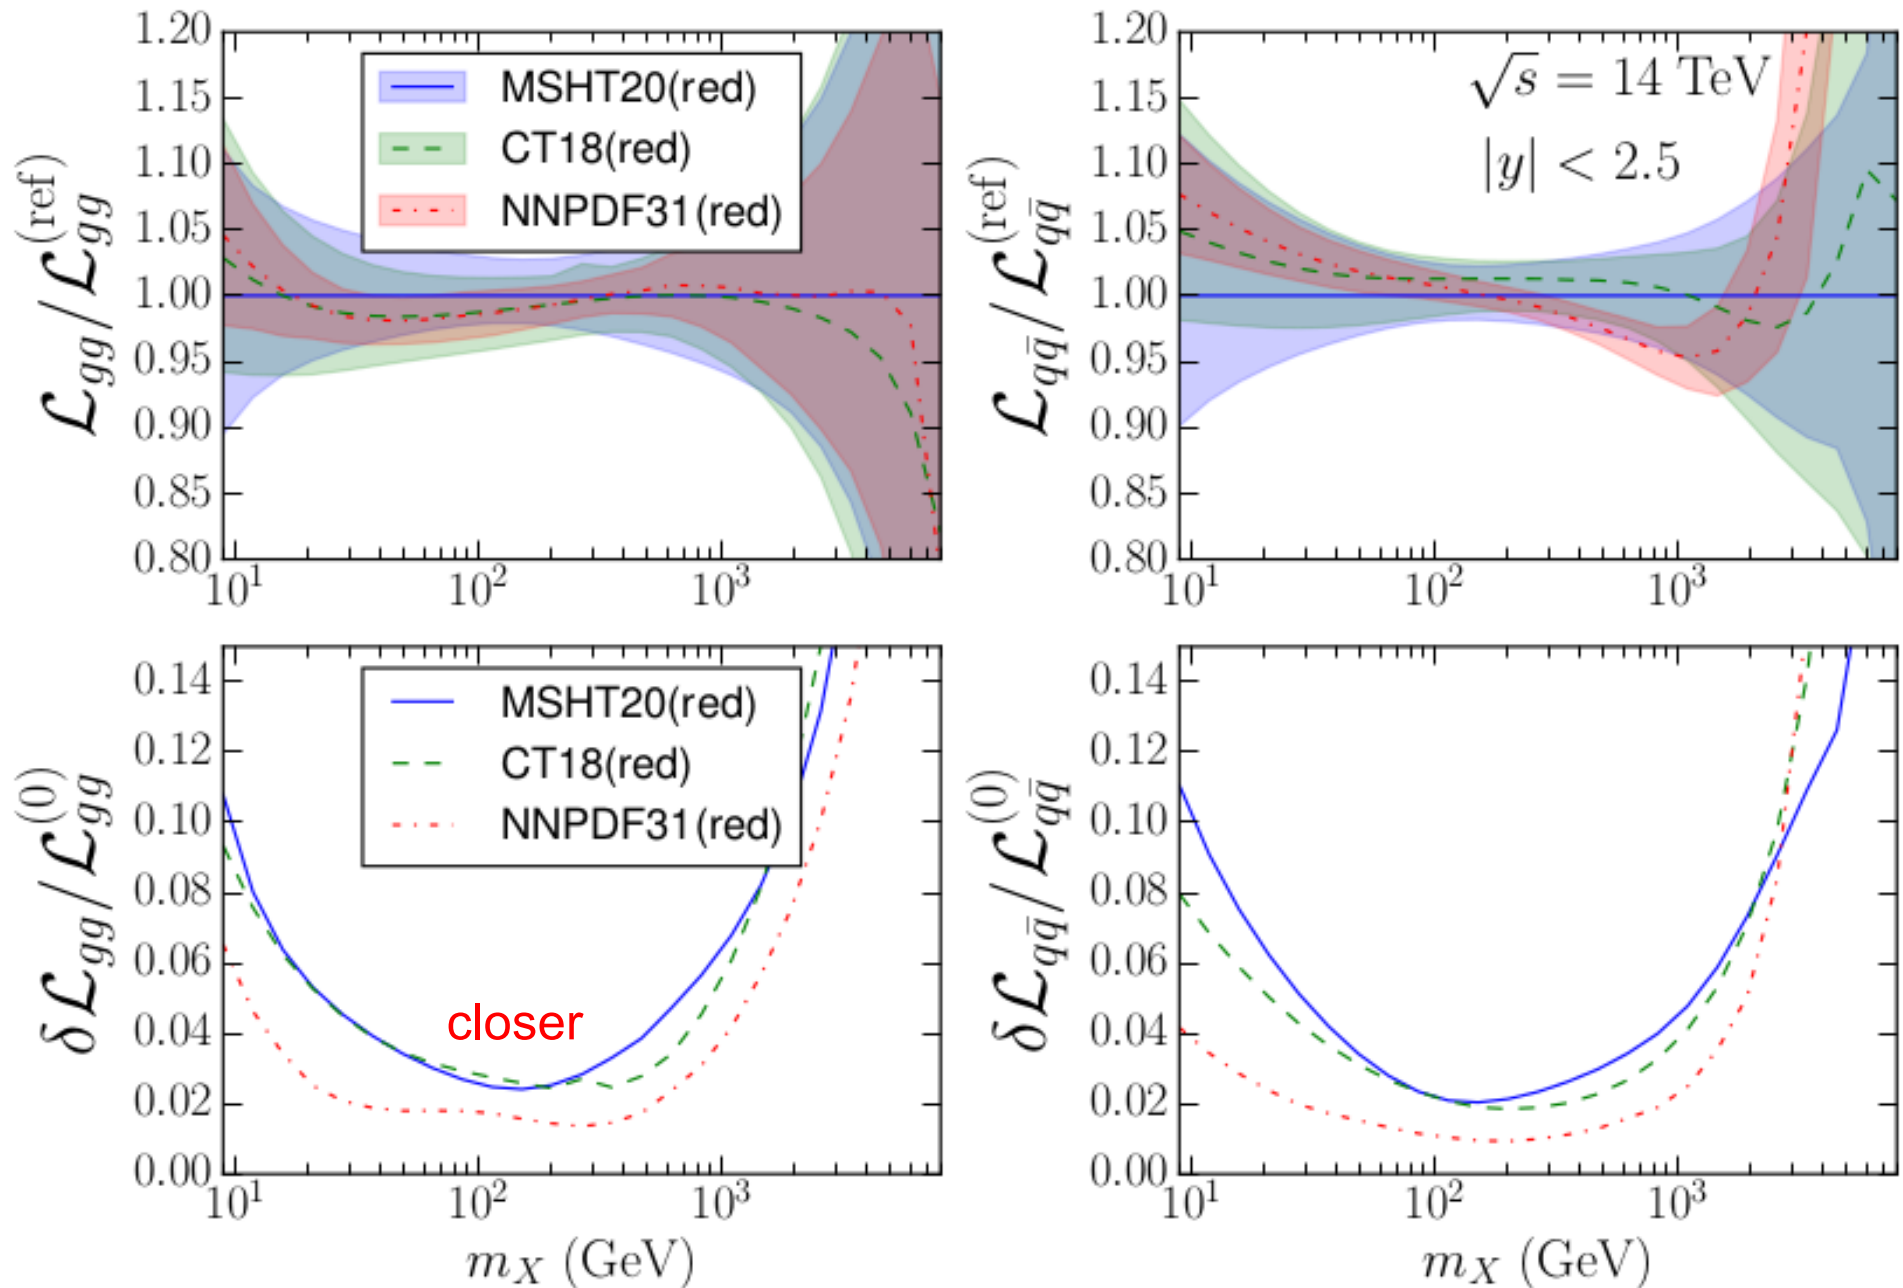 1.20
1.15
1.10
1.05
1.00
0.95
0.90
0.85
0.80
10¹ 10² 10³
ℒgg/ℒgg^(ref)
MSHT20(red)
CT18(red)
NNPDF31(red)
1.20
1.15
1.10
1.05
1.00
0.95
0.90
0.85
0.80
10¹ 10² 10³
ℒqq̄/ℒqq̄^(ref)
√s = 14 TeV
|y| < 2.5
0.14
0.12
0.10
0.08
0.06
0.04
0.02
0.00
10¹ 10² 10³
δℒgg/ℒgg^(0)
MSHT20(red)
CT18(red)
NNPDF31(red)
closer
m_X (GeV)
0.14
0.12
0.10
0.08
0.06
0.04
0.02
0.00
10¹ 10² 10³
δℒqq̄/ℒqq̄^(0)
m_X (GeV)